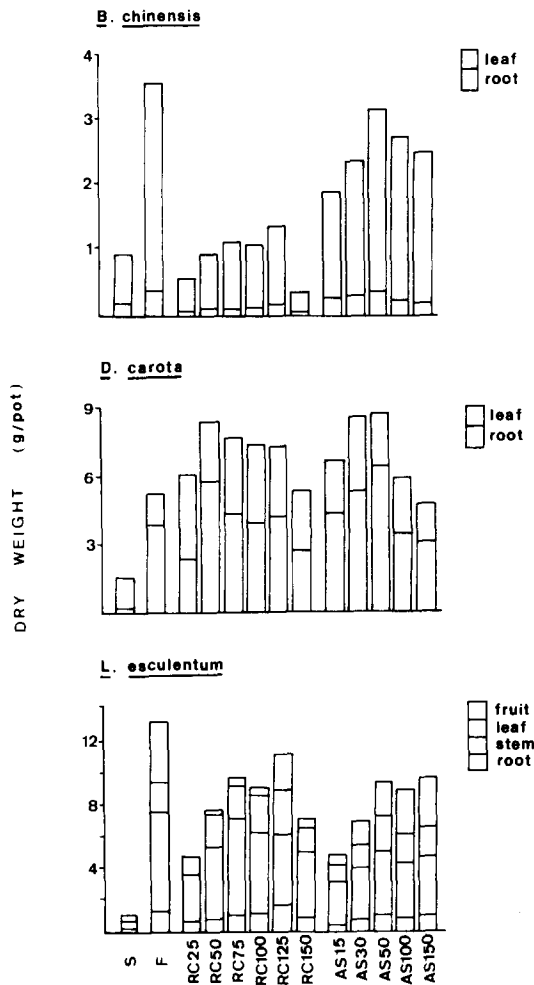 B. chinensis
leaf
root
4
3
2
1
D. carota
leaf
root
9
6
3
DRY WEIGHT (g/pot)
L. esculentum
fruit
leaf
stem
root
12
8
4
S F RC25 RC50 RC75 RC100 RC125 RC150 AS15 AS30 AS50 AS100 AS150